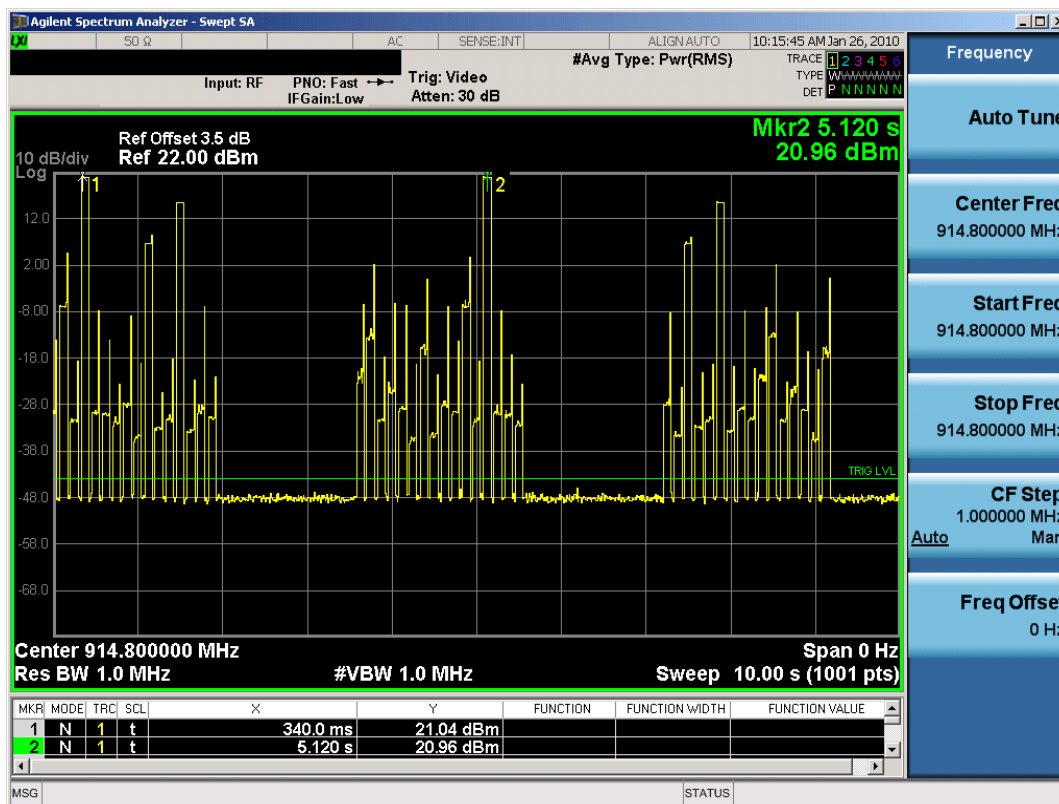 Agilent Spectrum Analyzer - Swept SA
LXI 50 Ω AC SENSE:INT ALIGN AUTO 10:15:45 AM Jan 26, 2010
Frequency
#Avg Type: Pwr(RMS)
TRACE 1 2 3 4 5 6
TYPE WWWWWW
DET P N N N N N
Input: RF PNO: Fast Trig: Video
IFGain:Low Atten: 30 dB
Auto Tune
Mkr2 5.120 s
20.96 dBm
Ref Offset 3.5 dB
10 dB/div Ref 22.00 dBm
Log
1
2
12.0
2.00
-8.00
-18.0
-28.0
-38.0
-48.0
-58.0
-68.0
TRIG LVL
Center Freq
914.800000 MHz
Start Freq
914.800000 MHz
Stop Freq
914.800000 MHz
CF Step
1.000000 MHz
Auto Man
Freq Offset
0 Hz
Center 914.800000 MHz Span 0 Hz
Res BW 1.0 MHz #VBW 1.0 MHz Sweep 10.00 s (1001 pts)
MKR MODE TRC SCL X Y FUNCTION FUNCTION WIDTH FUNCTION VALUE
1 N 1 t 340.0 ms 21.04 dBm
2 N 1 t 5.120 s 20.96 dBm
MSG STATUS